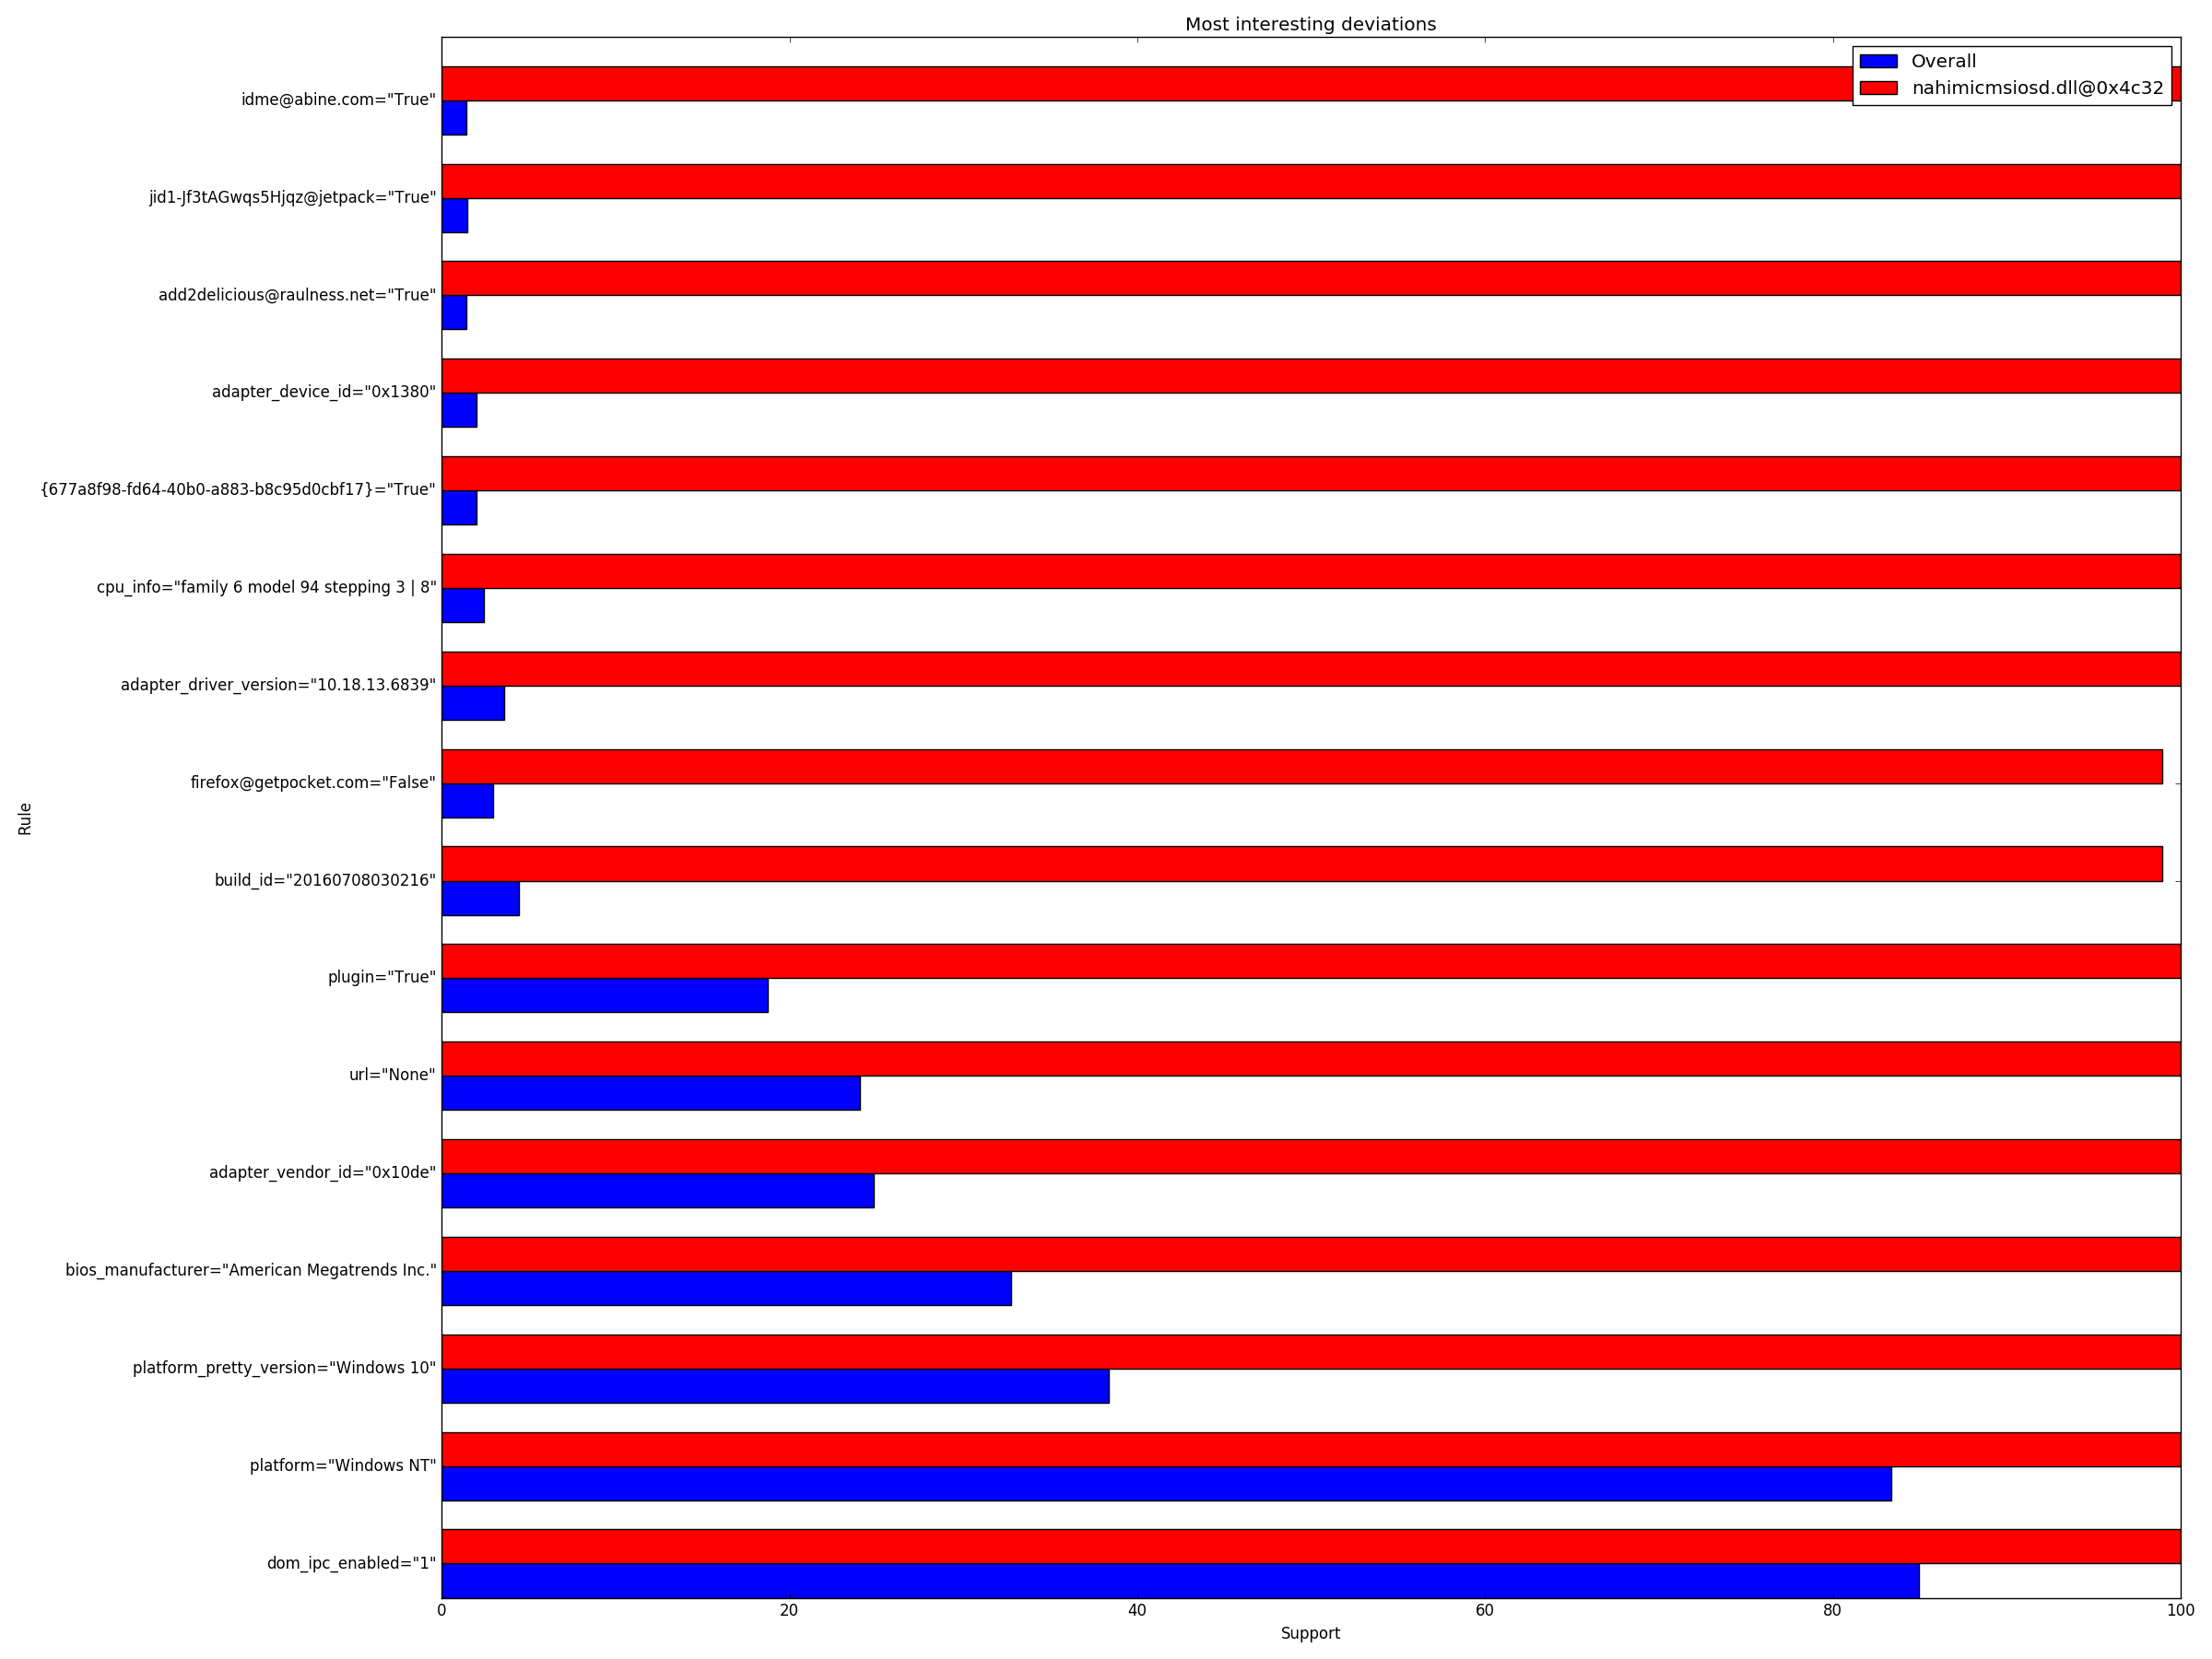 Most interesting deviations
Overall
nahimicmsiosd.dll@0x4c32
idme@abine.com="True"
jid1-Jf3tAGwqs5Hjqz@jetpack="True"
add2delicious@raulness.net="True"
adapter_device_id="0x1380"
{677a8f98-fd64-40b0-a883-b8c95d0cbf17}="True"
cpu_info="family 6 model 94 stepping 3 | 8"
adapter_driver_version="10.18.13.6839"
firefox@getpocket.com="False"
build_id="20160708030216"
plugin="True"
url="None"
adapter_vendor_id="0x10de"
bios_manufacturer="American Megatrends Inc."
platform_pretty_version="Windows 10"
platform="Windows NT"
dom_ipc_enabled="1"
Rule
0 20 40 60 80 100
Support